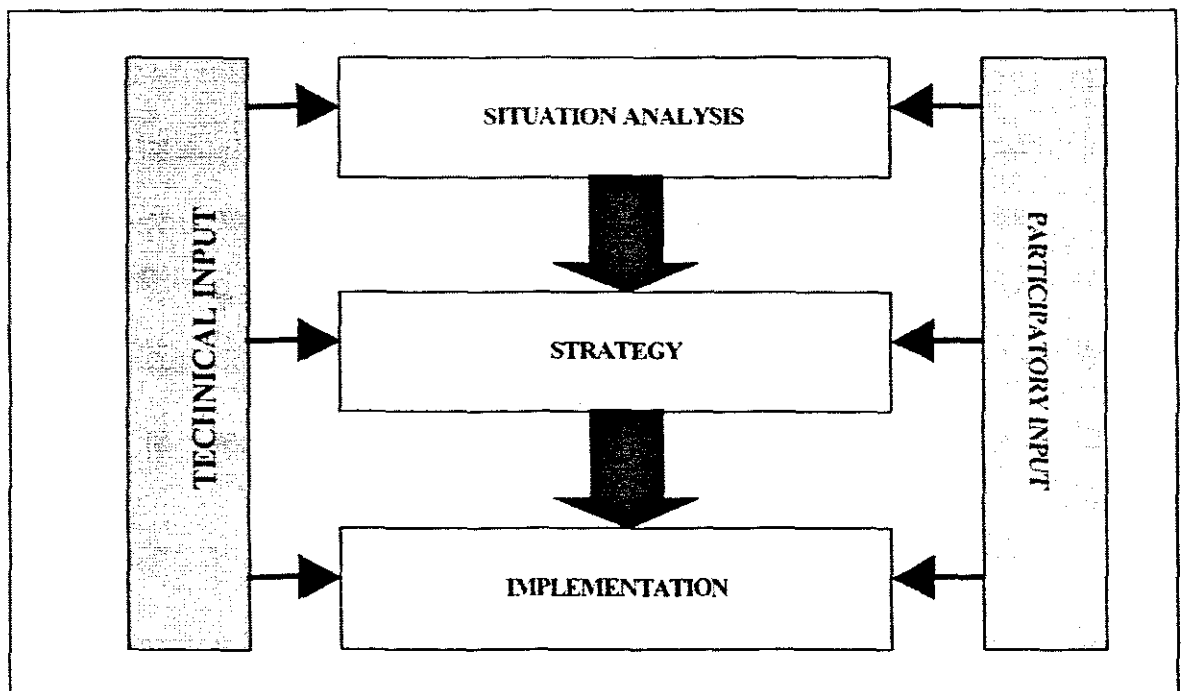 SITUATION ANALYSIS
TECHNICAL INPUT
PARTICIPATORY INPUT
STRATEGY
IMPLEMENTATION